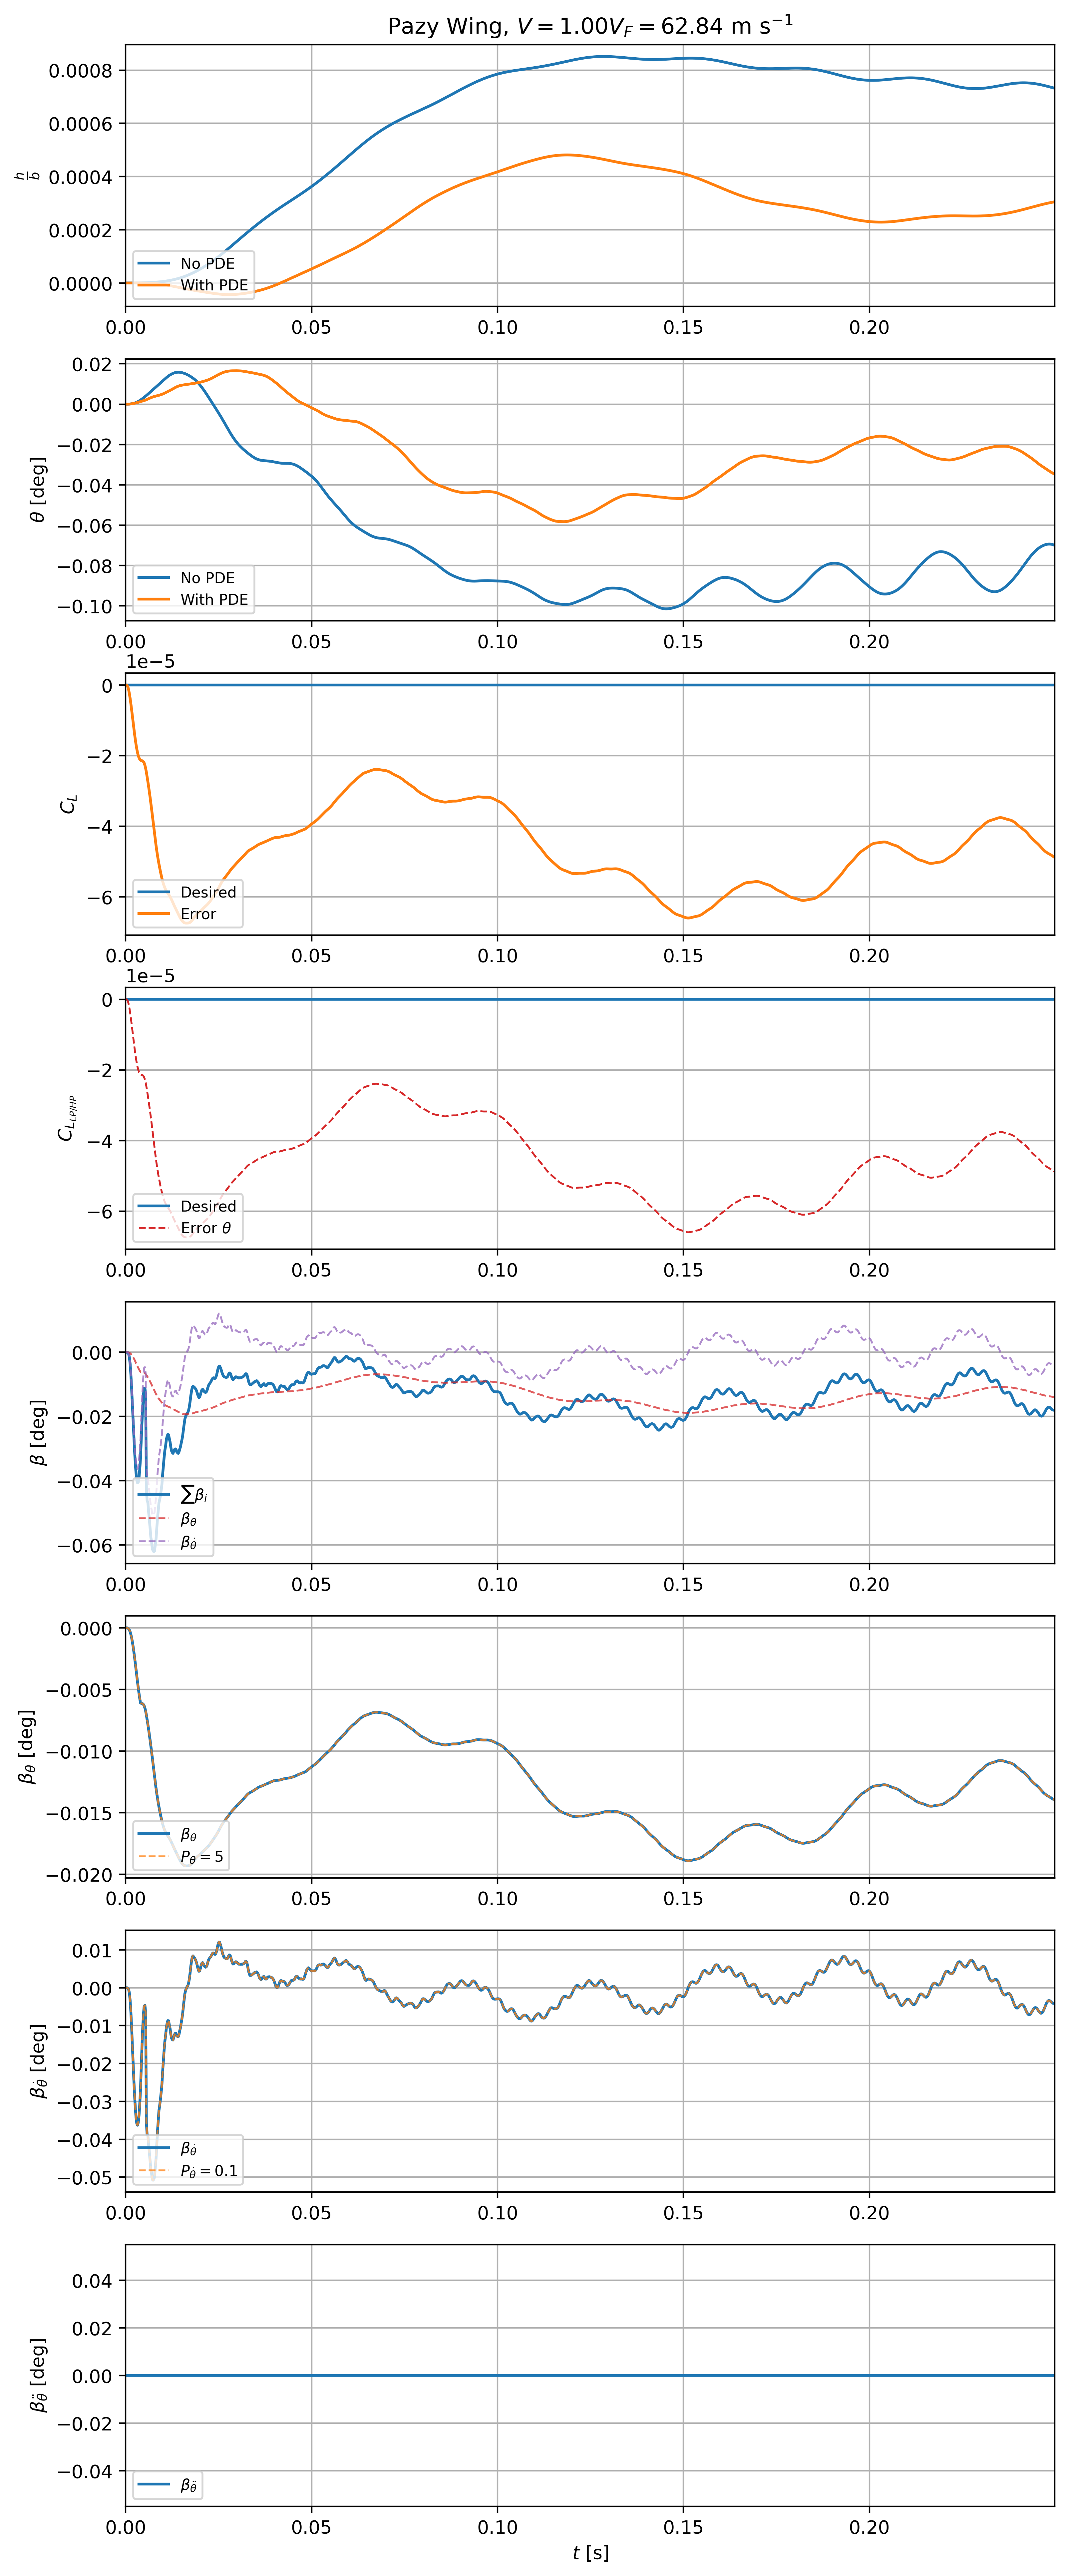 Pazy Wing, V = 1.00V_F = 62.84 m s⁻¹
0.0008
0.0006
0.0004
0.0002
0.0000
h/b
No PDE
With PDE
0.00 0.05 0.10 0.15 0.20
0.02
0.00
−0.02
−0.04
−0.06
−0.08
−0.10
θ [deg]
No PDE
With PDE
0.00 0.05 0.10 0.15 0.20
1e−5
0
−2
−4
−6
C_L
Desired
Error
0.00 0.05 0.10 0.15 0.20
1e−5
0
−2
−4
−6
C_L_LP/HP
Desired
Error θ
0.00 0.05 0.10 0.15 0.20
0.00
−0.02
−0.04
−0.06
β [deg]
∑β_i
β_θ
β_θ̇
0.00 0.05 0.10 0.15 0.20
0.000
−0.005
−0.010
−0.015
−0.020
β_θ [deg]
β_θ
P_θ = 5
0.00 0.05 0.10 0.15 0.20
0.01
0.00
−0.01
−0.02
−0.03
−0.04
−0.05
β_θ̇ [deg]
β_θ̇
P_θ̇ = 0.1
0.00 0.05 0.10 0.15 0.20
0.04
0.02
0.00
−0.02
−0.04
β_θ̈ [deg]
β_θ̈
0.00 0.05 0.10 0.15 0.20
t [s]